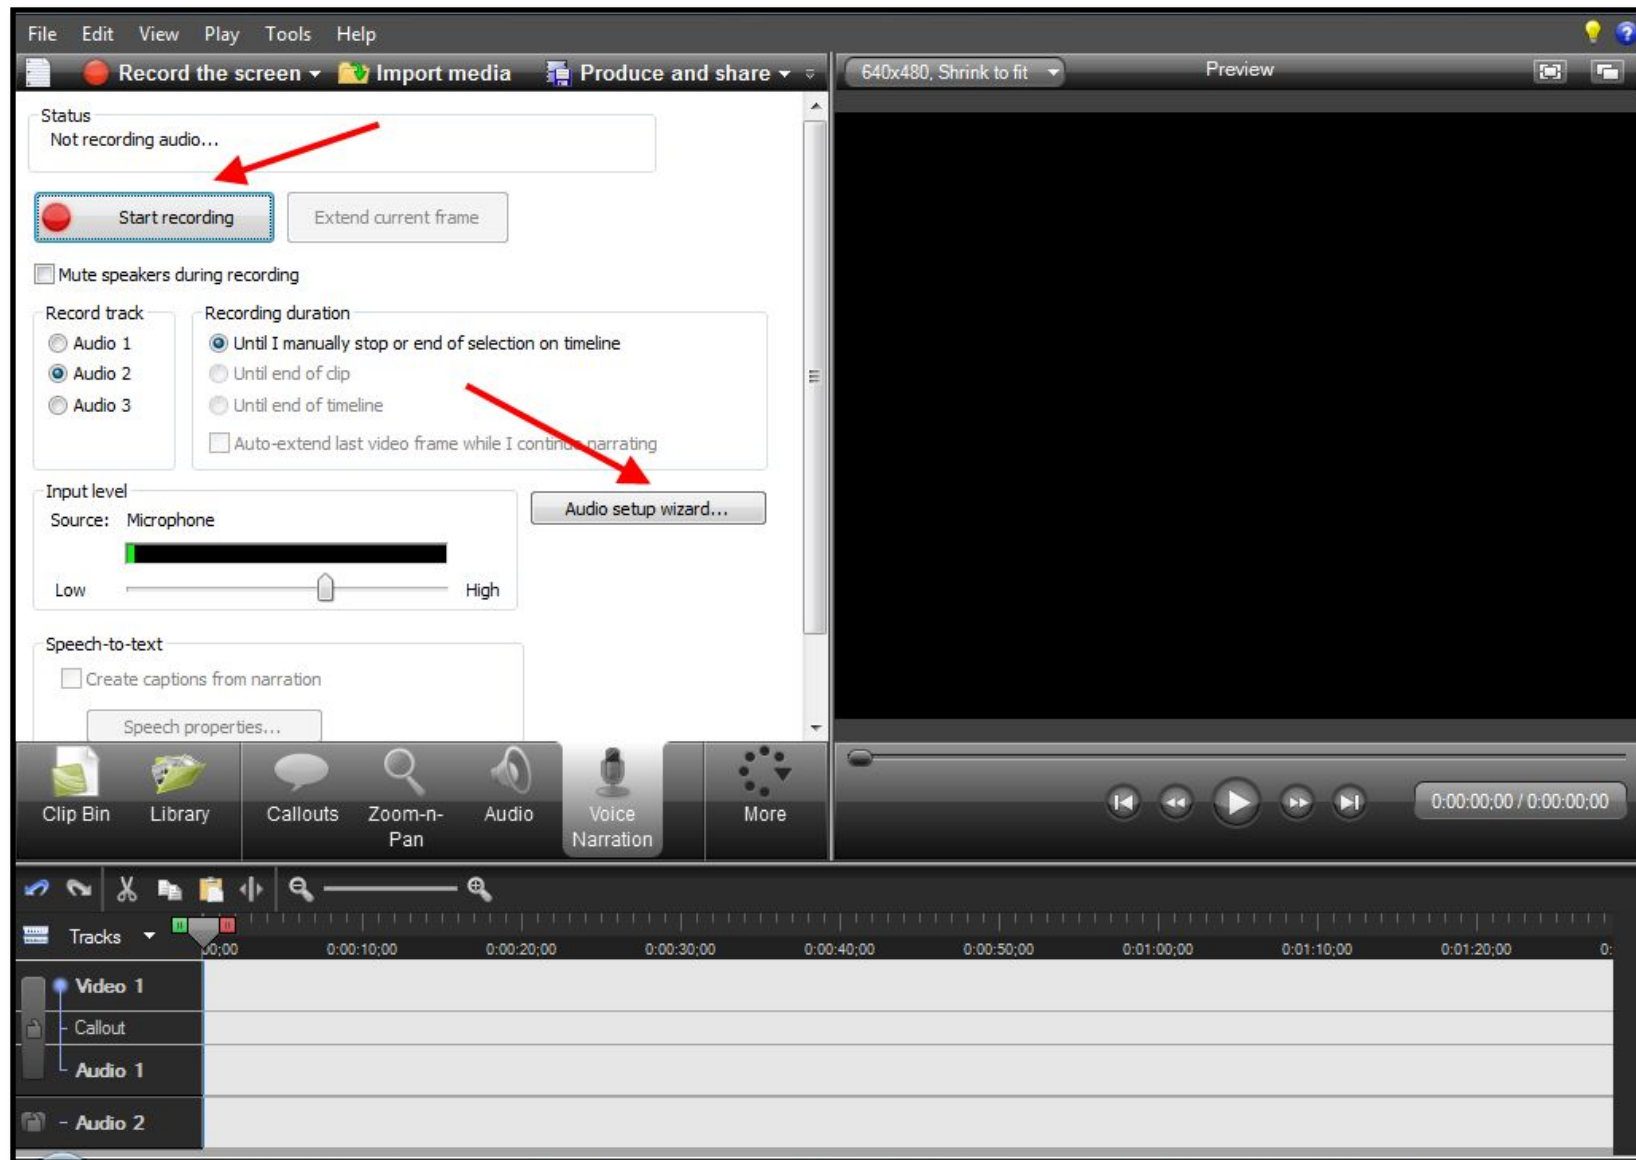 File Edit View Play Tools Help
Record the screen Import media Produce and share
640x480, Shrink to fit Preview
Status
Not recording audio...
Start recording Extend current frame
Mute speakers during recording
Record track Recording duration
Audio 1 Until I manually stop or end of selection on timeline
Audio 2 Until end of clip
Audio 3 Until end of timeline
Auto-extend last video frame while I continue narrating
Input level
Source: Microphone Audio setup wizard...
Low High
Speech-to-text
Create captions from narration
Speech properties...
Clip Bin Library Callouts Zoom-n-Pan Audio Voice Narration More
0:00:00;00 / 0:00:00;00
Tracks
00;00 0:00:10;00 0:00:20;00 0:00:30;00 0:00:40;00 0:00:50;00 0:01:00;00 0:01:10;00 0:01:20;00 0:
Video 1
Callout
Audio 1
Audio 2